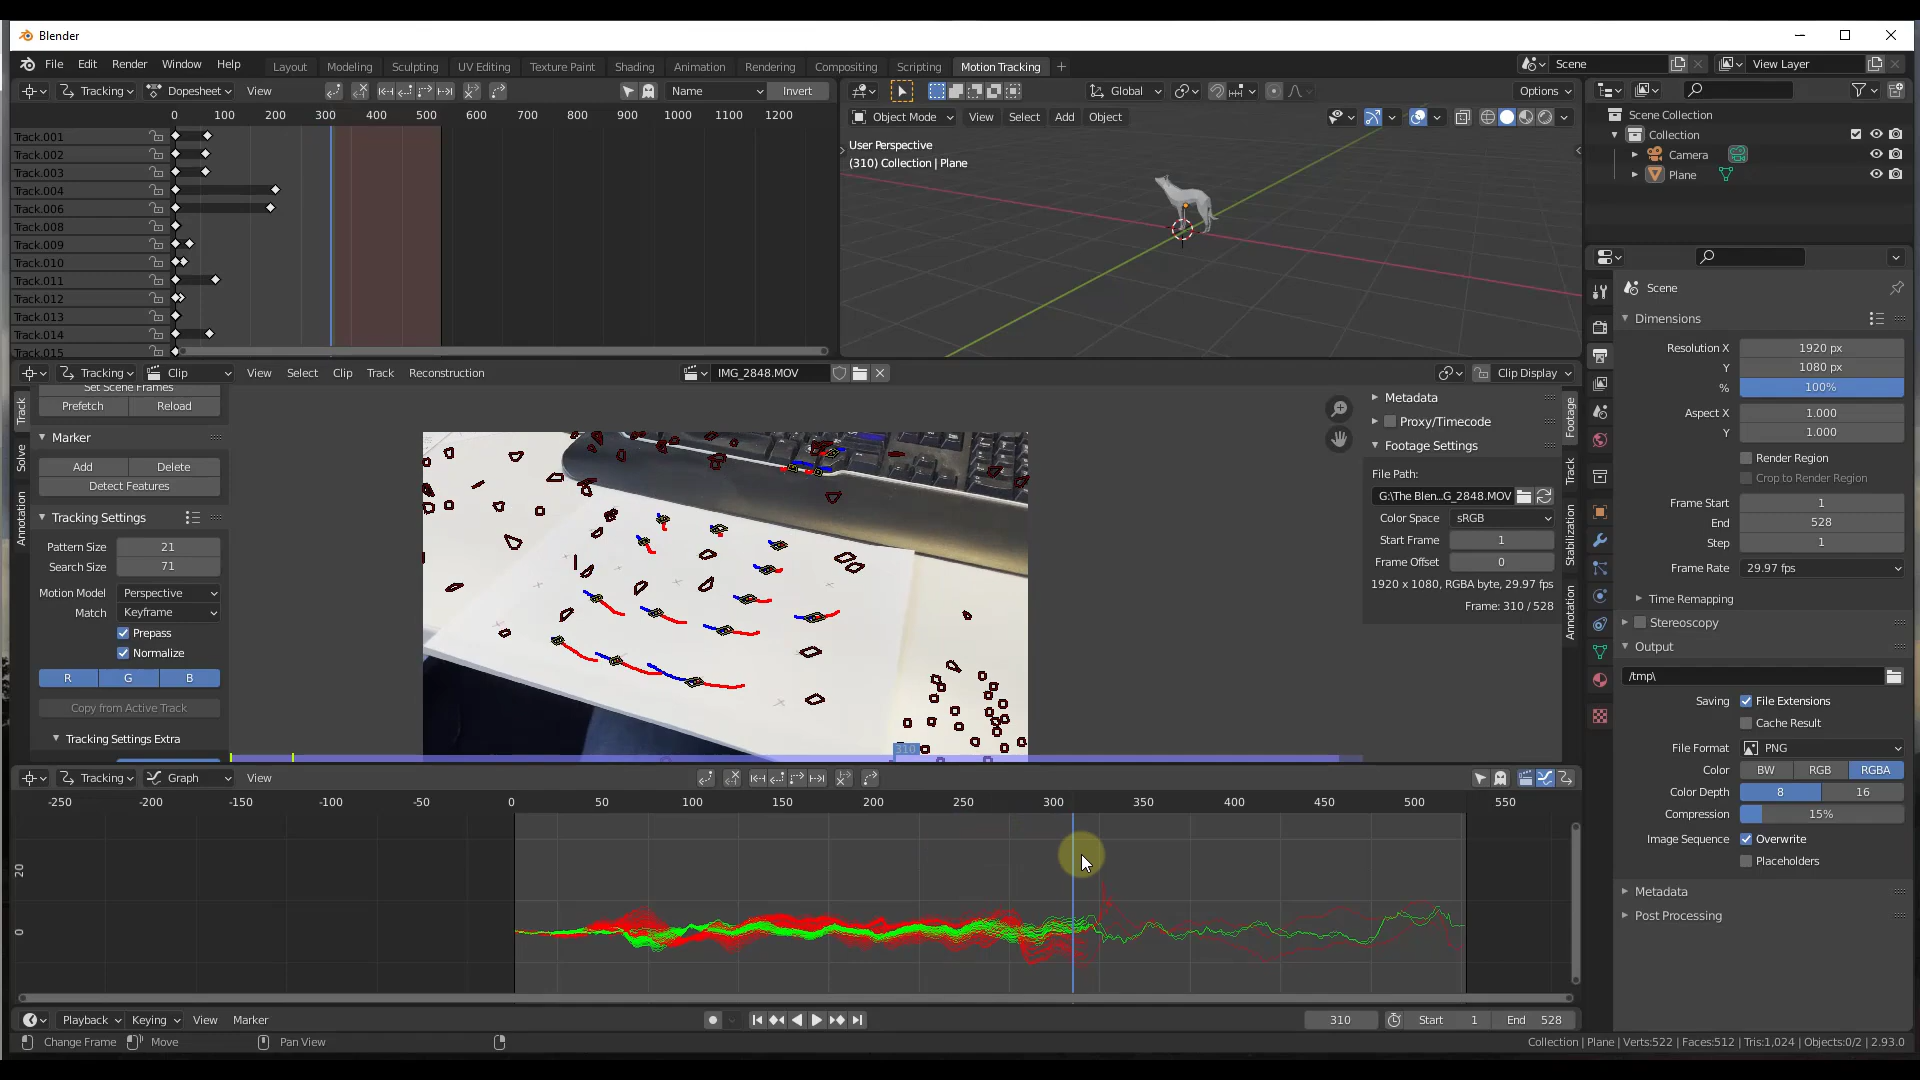 Blender
File Edit Render Window Help Layout Modeling Sculpting UV Editing Texture Paint Shading Animation Rendering Compositing Scripting Motion Tracking + Scene View Layer
Tracking Dopesheet View Name Invert
0 100 200 300 400 500 600 700 800 900 1000 1100 1200
Track.001
Track.002
Track.003
Track.004
Track.006
Track.008
Track.009
Track.010
Track.011
Track.012
Track.013
Track.014
Track.015
Global Options
Object Mode View Select Add Object
User Perspective
(310) Collection | Plane
Scene Collection
Collection
Camera
Plane
Tracking Clip View Select Clip Track Reconstruction IMG_2848.MOV Clip Display
Track
Solve
Annotation
Set Scene Frames
Prefetch Reload
Marker
Add Delete
Detect Features
Tracking Settings
Pattern Size 21
Search Size 71
Motion Model Perspective
Match Keyframe
Prepass
Normalize
R G B
Copy from Active Track
Tracking Settings Extra
310
Metadata
Proxy/Timecode
Footage Settings
File Path:
G:\The Blen...G_2848.MOV
Color Space sRGB
Start Frame 1
Frame Offset 0
1920 x 1080, RGBA byte, 29.97 fps
Frame: 310 / 528
Footage
Track
Stabilization
Annotation
Scene
Dimensions
Resolution X 1920 px
Y 1080 px
% 100%
Aspect X 1.000
Y 1.000
Render Region
Crop to Render Region
Frame Start 1
End 528
Step 1
Frame Rate 29.97 fps
Time Remapping
Stereoscopy
Output
/tmp\
Saving File Extensions
Cache Result
File Format PNG
Color BW RGB RGBA
Color Depth 8 16
Compression 15%
Image Sequence Overwrite
Placeholders
Metadata
Post Processing
Tracking Graph View
-250 -200 -150 -100 -50 0 50 100 150 200 250 300 350 400 450 500 550
20
0
Playback Keying View Marker 310 Start 1 End 528
Change Frame Move Pan View Collection | Plane | Verts:522 | Faces:512 | Tris:1,024 | Objects:0/2 | 2.93.0